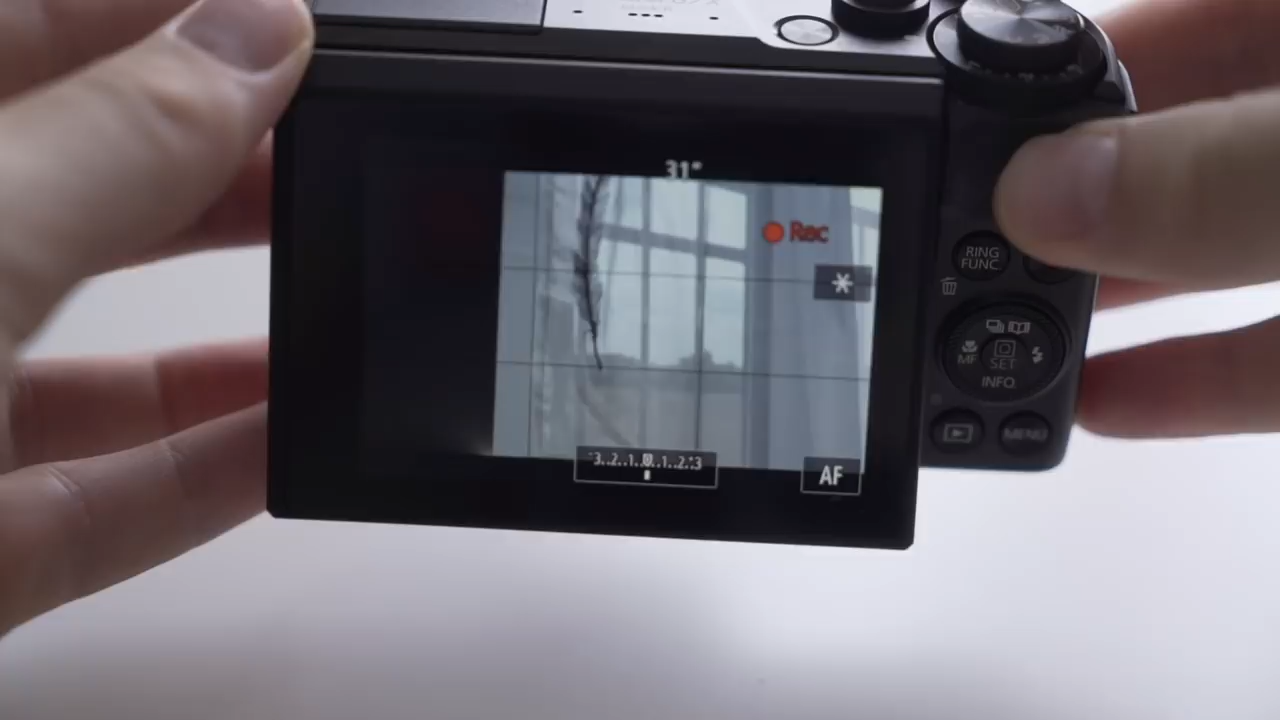 31"
Rec
*
-3..2..1..0..1..2.:3
AF
RING
FUNC.
MF
SET
INFO.
MENU